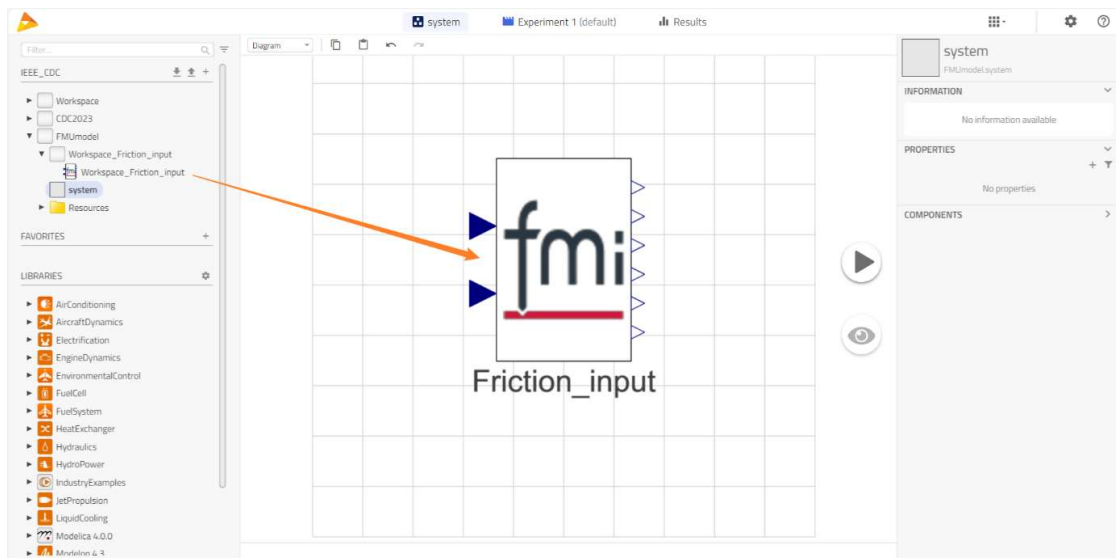 system
Experiment 1 (default)
Results
Filter...
Diagram
IEEE_CDC
Workspace
CDC2023
FMUmodel
Workspace_Friction_input
fmi
Workspace_Friction_input
system
Resources
FAVORITES
LIBRARIES
AirConditioning
AircraftDynamics
Electrification
EngineDynamics
EnvironmentalControl
FuelCell
FuelSystem
HeatExchanger
Hydraulics
HydroPower
IndustryExamples
JetPropulsion
LiquidCooling
Modelica 4.0.0
Modelon 4.3
fmi
Friction_input
system
FMUmodel.system
INFORMATION
No information available
PROPERTIES
No properties
COMPONENTS